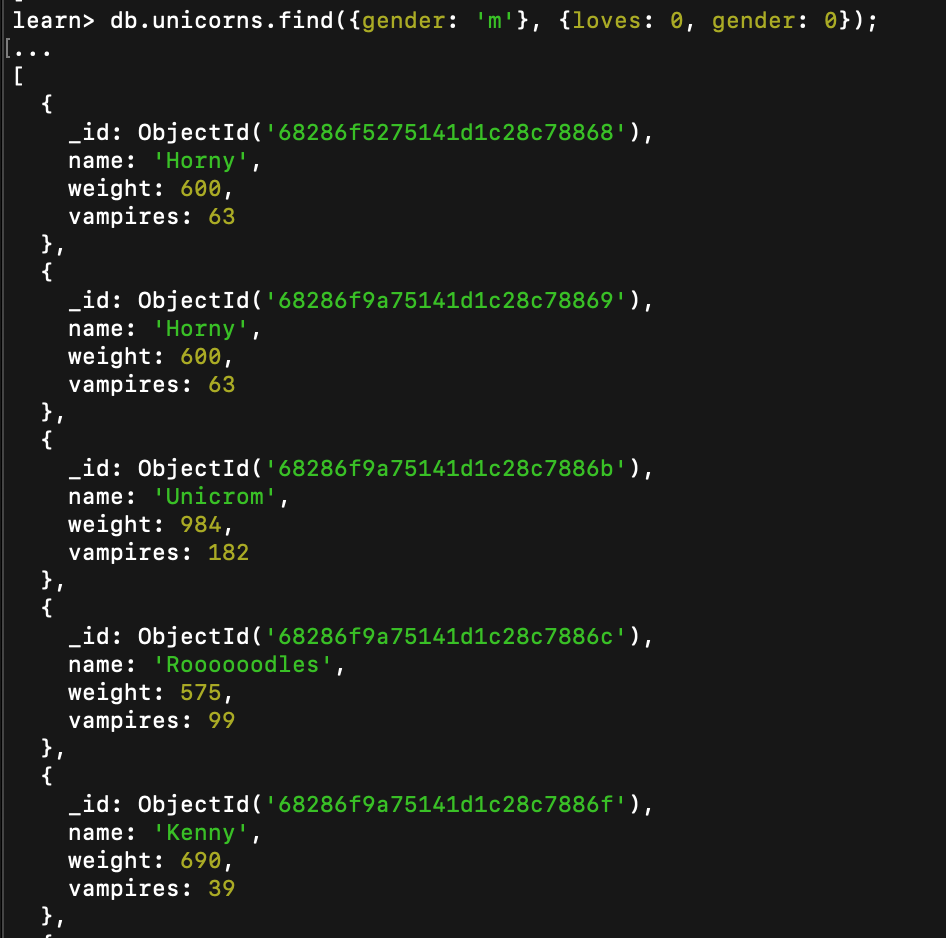 learn> db.unicorns.find({gender: 'm'}, {loves: 0, gender: 0});
[...
[
  {
    _id: ObjectId('68286f5275141d1c28c78868'),
    name: 'Horny',
    weight: 600,
    vampires: 63
  },
  {
    _id: ObjectId('68286f9a75141d1c28c78869'),
    name: 'Horny',
    weight: 600,
    vampires: 63
  },
  {
    _id: ObjectId('68286f9a75141d1c28c7886b'),
    name: 'Unicrom',
    weight: 984,
    vampires: 182
  },
  {
    _id: ObjectId('68286f9a75141d1c28c7886c'),
    name: 'Roooooodles',
    weight: 575,
    vampires: 99
  },
  {
    _id: ObjectId('68286f9a75141d1c28c7886f'),
    name: 'Kenny',
    weight: 690,
    vampires: 39
  },